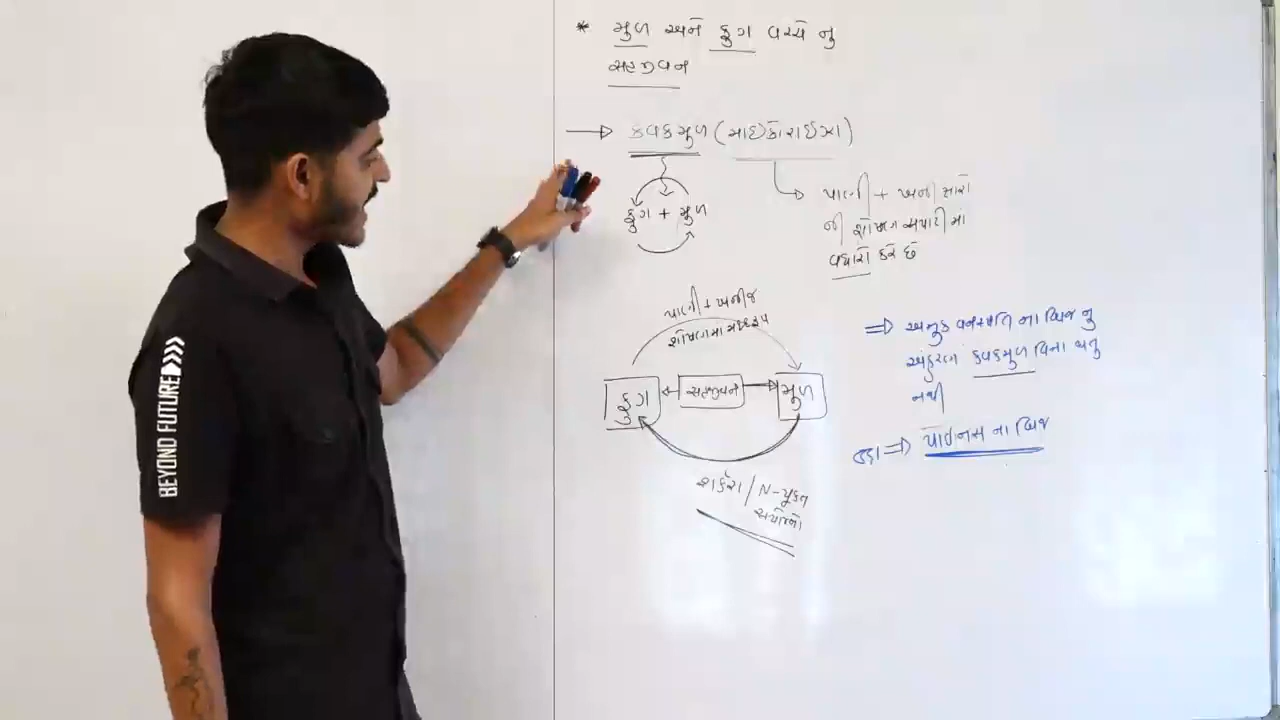 * મુળ અને ફુગ વચ્ચે નુ
સહજીવન
→ કવકમુળ (માઇકોરાઇઝા)
ફુગ + મુળ
પાણી + ખનીજ ક્ષારો
ની શોષણ સપાટી માં
વધારો કરે છે
પાણી + ખનીજ
શોષણમાં મદદરૂપ
ફુગ ← સહજીવન → મુળ
શર્કરા / N-યુક્ત
સંયોજનો
⇒ અમુક વનસ્પતિ ના બિજ નુ
અંકુરણ કવકમુળ વિના થતુ
નથી
⇒ પાઈનસ ના બિજ
BEYOND FUTURE